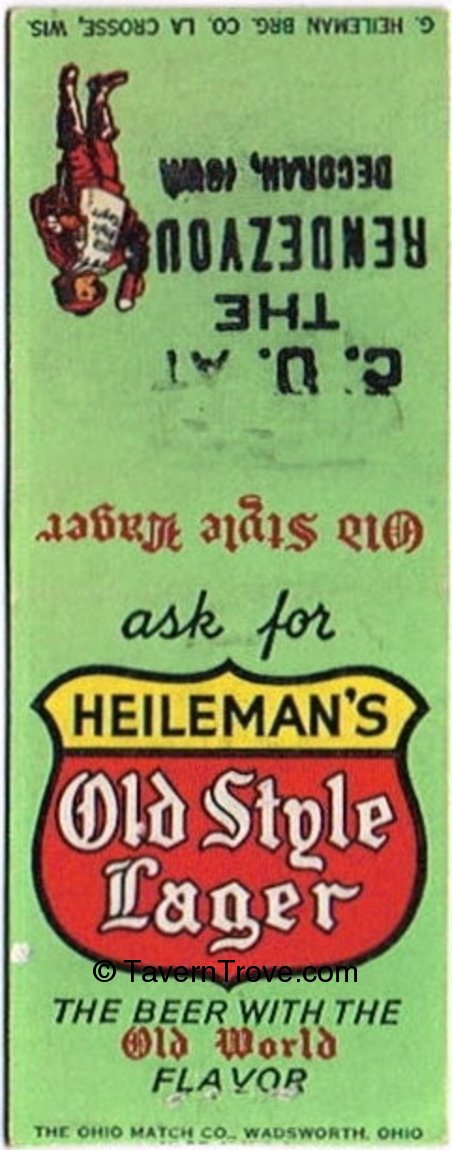 G. HEILEMAN BRG. CO. LA CROSSE, WIS.
DECORAH, IOWA
RENDEZVOU
THE
C. U. AT
Old Style Lager
ask for
HEILEMAN'S
Old Style
Lager
© TavernTrove.com
THE BEER WITH THE
Old World
FLAVOR
THE OHIO MATCH CO., WADSWORTH, OHIO